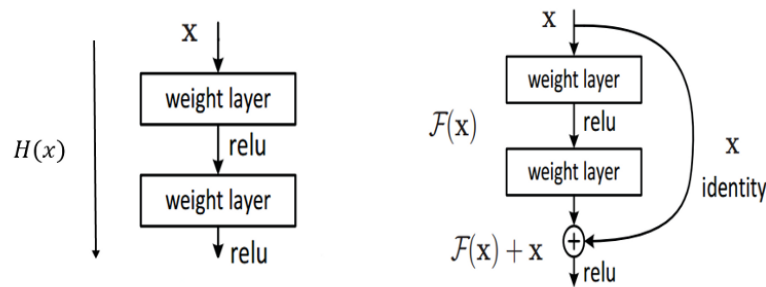 x
weight layer
relu
H(x)
weight layer
relu
x
weight layer
F(x)
relu
x
weight layer
identity
F(x) + x
relu